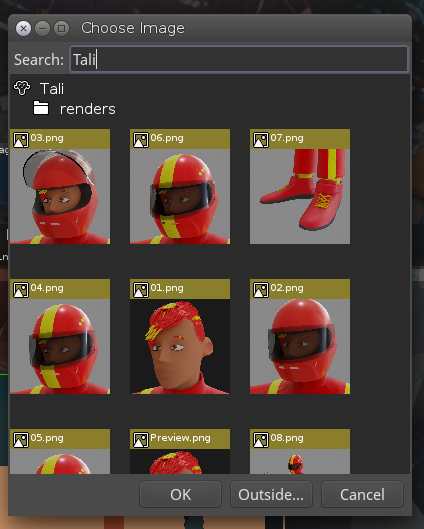 Choose Image
Search: Tali
Tali
renders
03.png
06.png
07.png
04.png
01.png
02.png
05.png
Preview.png
08.png
OK
Outside...
Cancel